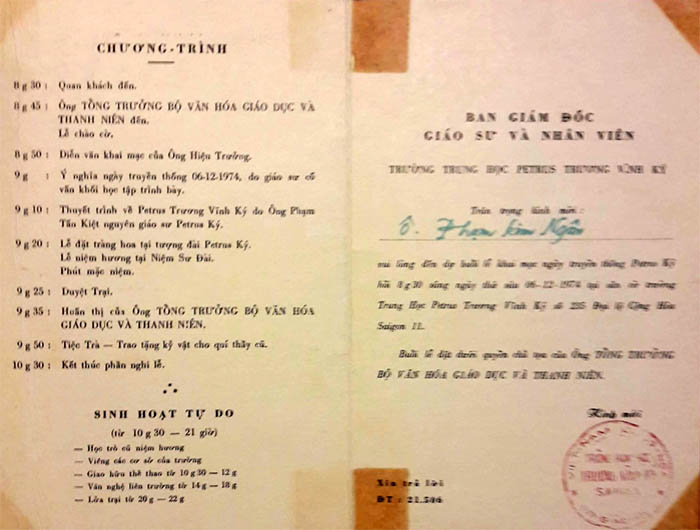 CHƯƠNG-TRÌNH
8 g 30 : Quan khách đến.
8 g 45 : Ông TỔNG TRƯỞNG BỘ VĂN HÓA GIÁO DỤC VÀ
THANH NIÊN đến.
Lễ chào cờ.
8 g 50 : Diễn văn khai mạc của Ông Hiệu Trưởng.
9 g : Ý nghĩa ngày truyền thống 06-12-1974, do giáo sư cố
vấn khối học tập trình bày.
9 g 10 : Thuyết trình về Petrus Trương Vĩnh Ký do Ông Phạm
Tấn Kiệt nguyên giáo sư Petrus Ký.
9 g 20 : Lễ đặt tràng hoa tại tượng đài Petrus Ký.
Lễ niệm hương tại Niệm Sư Đài.
Phút mặc niệm.
9 g 25 : Duyệt Trại.
9 g 35 : Huấn thị của Ông TỔNG TRƯỞNG BỘ VĂN HÓA
GIÁO DỤC VÀ THANH NIÊN.
9 g 50 : Tiệc Trà — Trao tặng kỷ vật cho quí thầy cũ.
10 g 30 : Kết thúc phần nghi lễ.
SINH HOẠT TỰ DO
(từ 10 g 30 — 21 giờ)
— Học trò cũ niệm hương
— Viếng các cơ sở của trường
— Giao hữu thể thao từ 10 g 30 — 12 g
— Văn nghệ liên trường từ 14 g — 18 g
— Lửa trại từ 20 g — 22 g
BAN GIÁM ĐỐC
GIÁO SƯ VÀ NHÂN VIÊN
TRƯỜNG TRUNG HỌC PETRUS TRƯƠNG VĨNH KÝ
Trân trọng kính mời :
Ô. Phạm Kim Ngân
vui lòng đến dự buổi lễ khai mạc ngày truyền thống Petrus Ký
hồi 8 g 30 sáng ngày thứ sáu 06-12-1974 tại sân cờ trường
Trung Học Petrus Trương Vĩnh Ký số 235 Đại lộ Cộng Hòa
Saigon 11.
Buổi lễ đặt dưới quyền chủ tọa của Ông TỔNG TRƯỞNG
BỘ VĂN HÓA GIÁO DỤC VÀ THANH NIÊN.
Kính mời
Xin trả lời
ĐT :